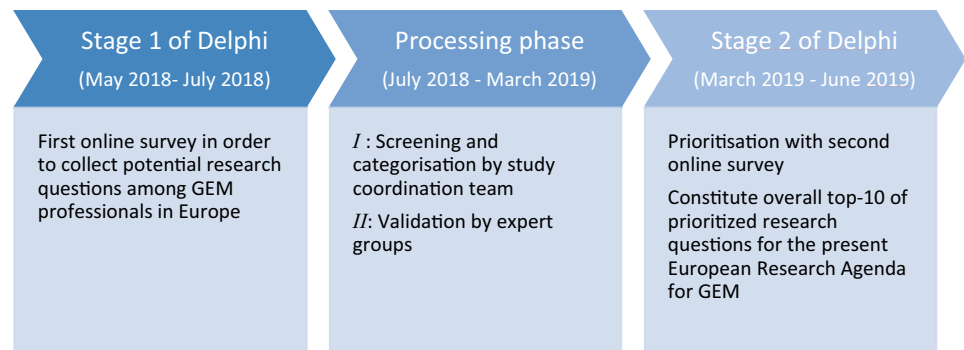 Stage 1 of Delphi
(May 2018- July 2018)
First online survey in order
to collect potential research
questions among GEM
professionals in Europe
Processing phase
(July 2018 - March 2019)
I : Screening and
categorisation by study
coordination team
II: Validation by expert
groups
Stage 2 of Delphi
(March 2019 - June 2019)
Prioritisation with second
online survey
Constitute overall top-10 of
prioritized research
questions for the present
European Research Agenda
for GEM